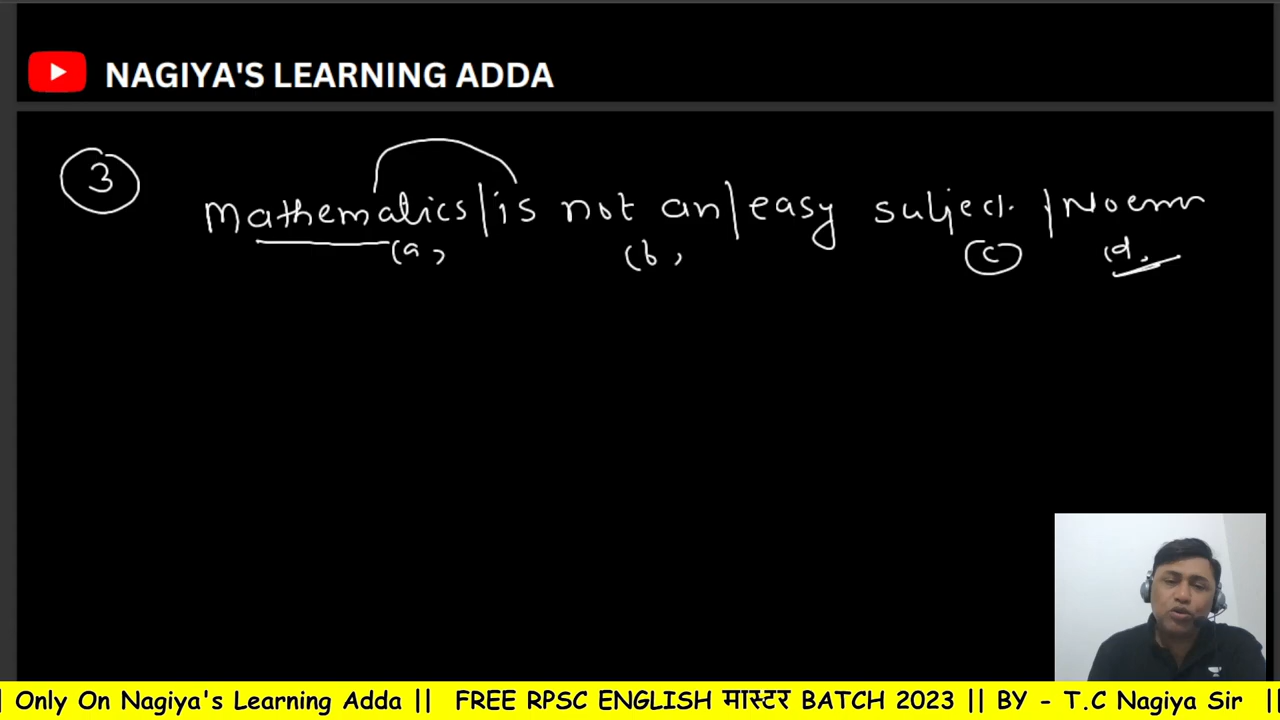 NAGIYA'S LEARNING ADDA
3
Mathematics | is not an | easy subject. | No
(a) (b) (c) (d)
Only On Nagiya's Learning Adda || FREE RPSC ENGLISH मास्टर BATCH 2023 || BY - T.C Nagiya Sir ||